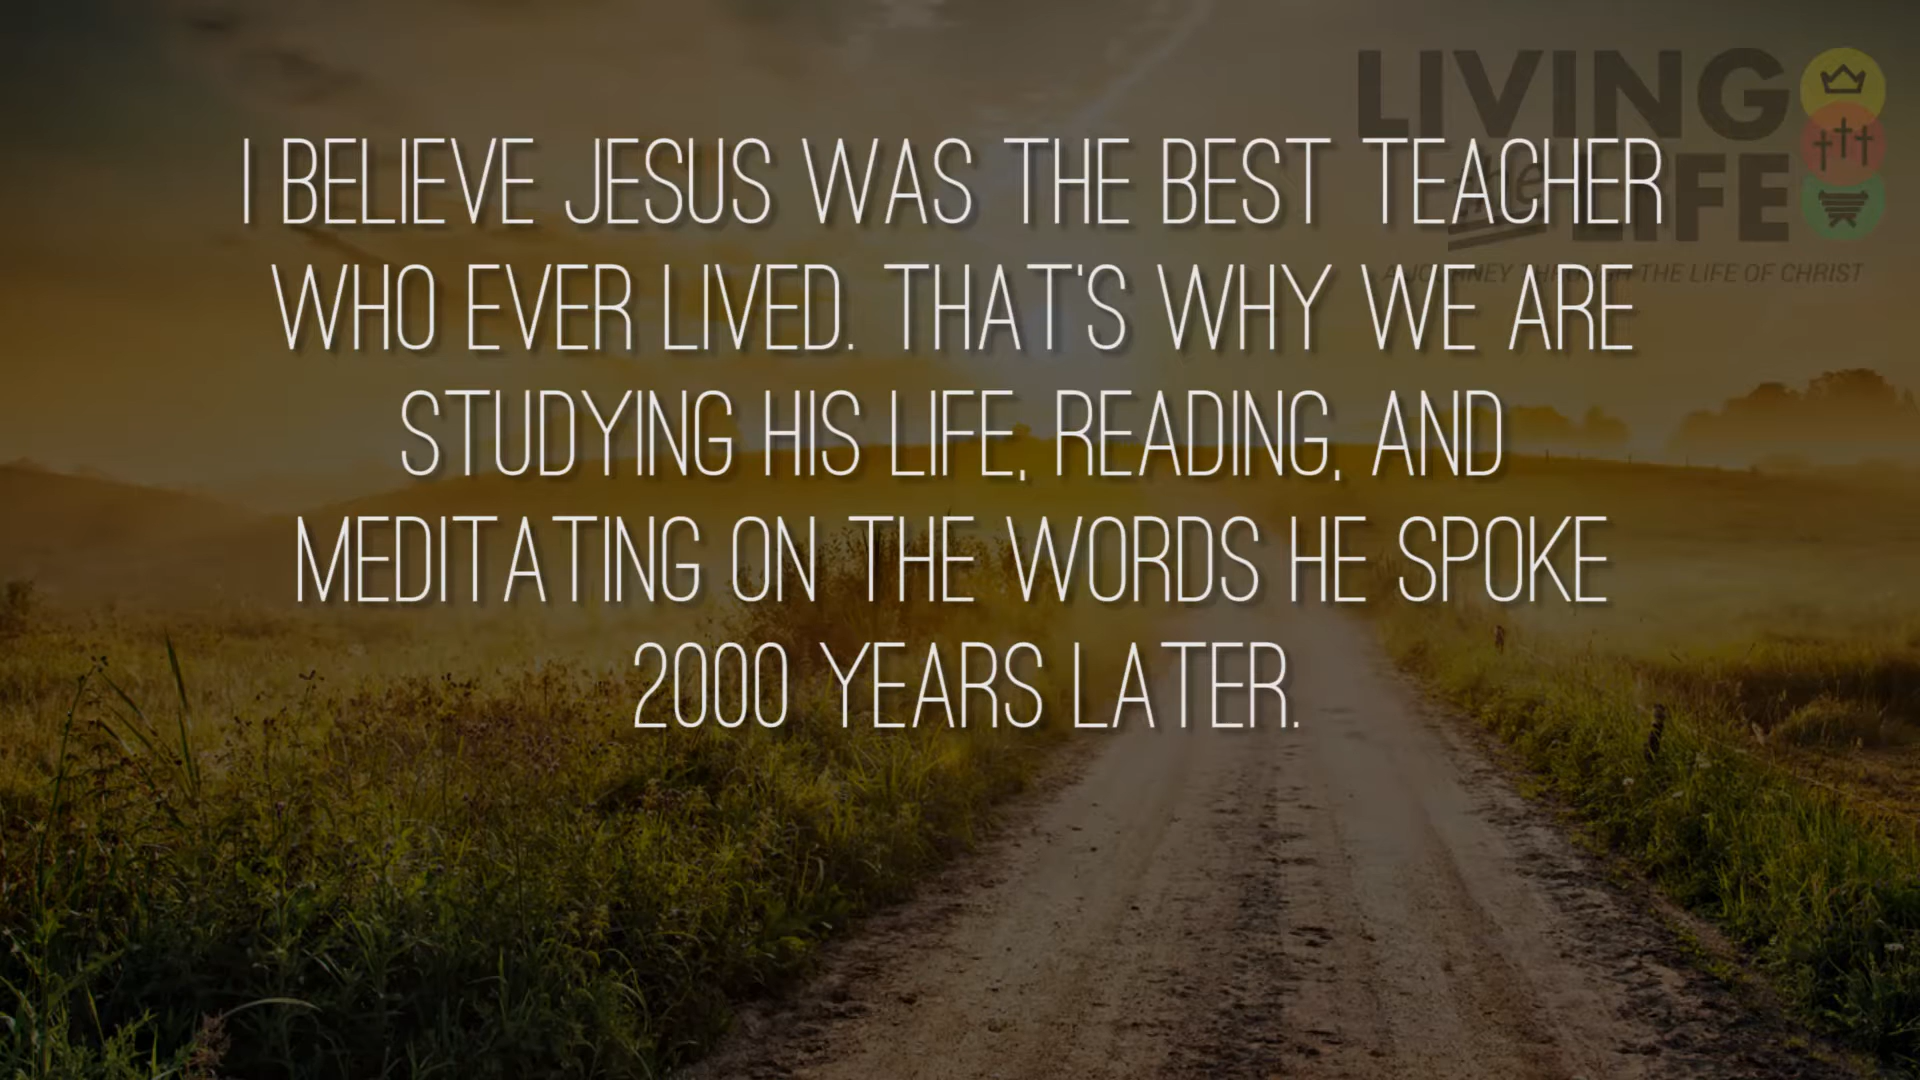 LIVING
the LIFE
A JOURNEY THROUGH THE LIFE OF CHRIST
I BELIEVE JESUS WAS THE BEST TEACHER
WHO EVER LIVED. THAT'S WHY WE ARE
STUDYING HIS LIFE, READING, AND
MEDITATING ON THE WORDS HE SPOKE
2000 YEARS LATER.